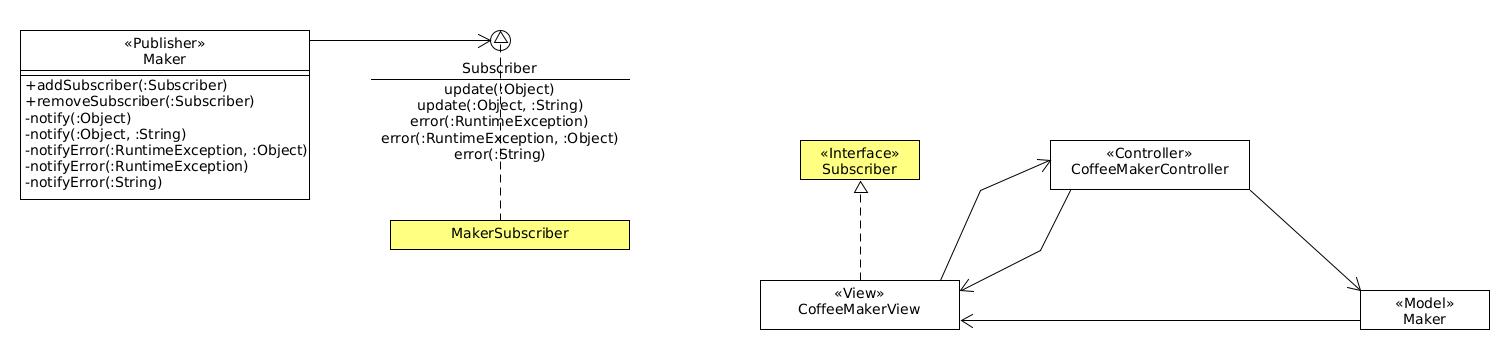 «Publisher»
Maker
+addSubscriber(:Subscriber)
+removeSubscriber(:Subscriber)
-notify(:Object)
-notify(:Object, :String)
-notifyError(:RuntimeException, :Object)
-notifyError(:RuntimeException)
-notifyError(:String)
Subscriber
update(:Object)
update(:Object, :String)
error(:RuntimeException)
error(:RuntimeException, :Object)
error(:String)
MakerSubscriber
«Interface»
Subscriber
«Controller»
CoffeeMakerController
«View»
CoffeeMakerView
«Model»
Maker